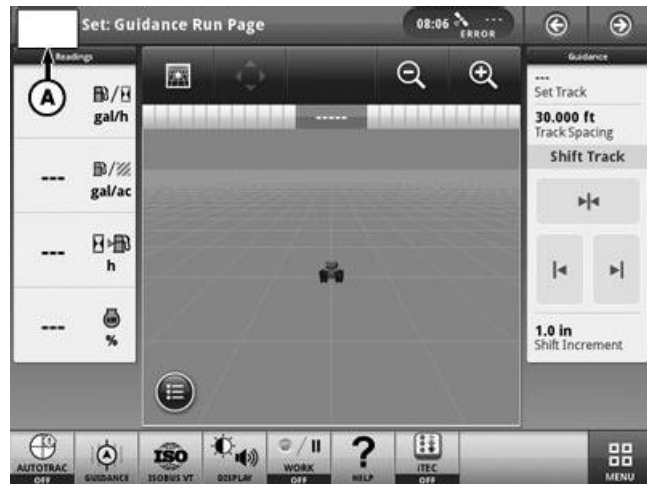 Set: Guidance Run Page
08:06
---
ERROR
Readings
A
gal/h
---
gal/ac
---
h
---
%
-----
Guidance
---
Set Track
30.000 ft
Track Spacing
Shift Track
1.0 in
Shift Increment
AUTOTRAC
OFF
GUIDANCE
ISO
ISOBUS VT
DISPLAY
WORK
OFF
?
HELP
iTEC
OFF
MENU